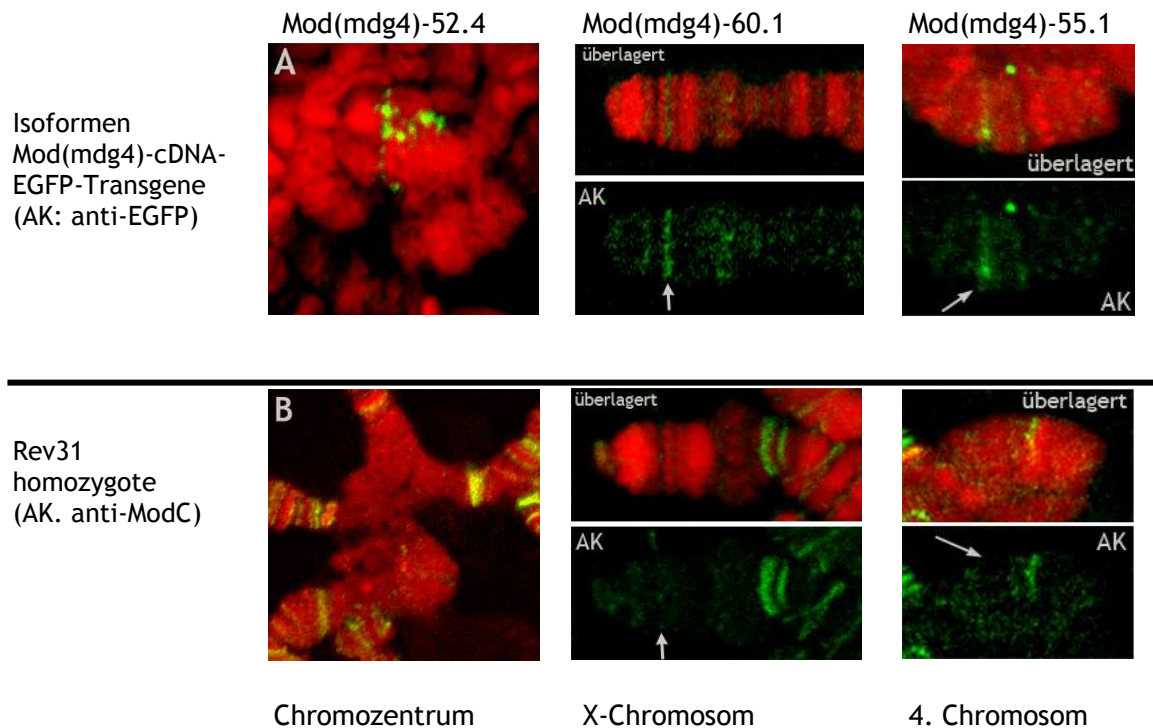 Mod(mdg4)-52.4
Mod(mdg4)-60.1
Mod(mdg4)-55.1
Isoformen
Mod(mdg4)-cDNA-
EGFP-Transgene
(AK: anti-EGFP)
A
überlagert
AK
überlagert
AK
Rev31
homozygote
(AK. anti-ModC)
B
überlagert
AK
überlagert
AK
Chromozentrum
X-Chromosom
4. Chromosom